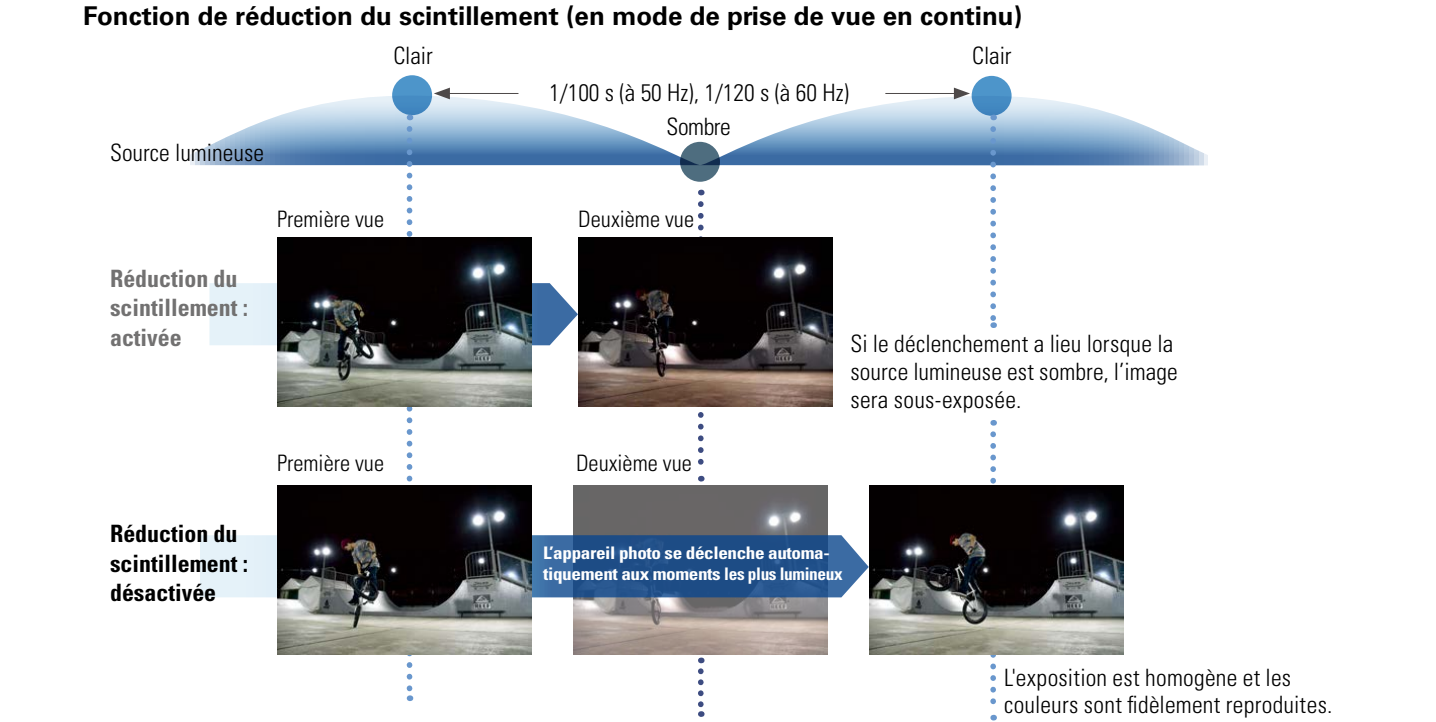 Fonction de réduction du scintillement (en mode de prise de vue en continu)
Clair
Clair
1/100 s (à 50 Hz), 1/120 s (à 60 Hz)
Sombre
Source lumineuse
Première vue
Deuxième vue
Réduction du
scintillement :
activée
Si le déclenchement a lieu lorsque la
source lumineuse est sombre, l’image
sera sous-exposée.
Première vue
Deuxième vue
Réduction du
scintillement :
désactivée
L’appareil photo se déclenche automa-
tiquement aux moments les plus lumineux
L'exposition est homogène et les
couleurs sont fidèlement reproduites.